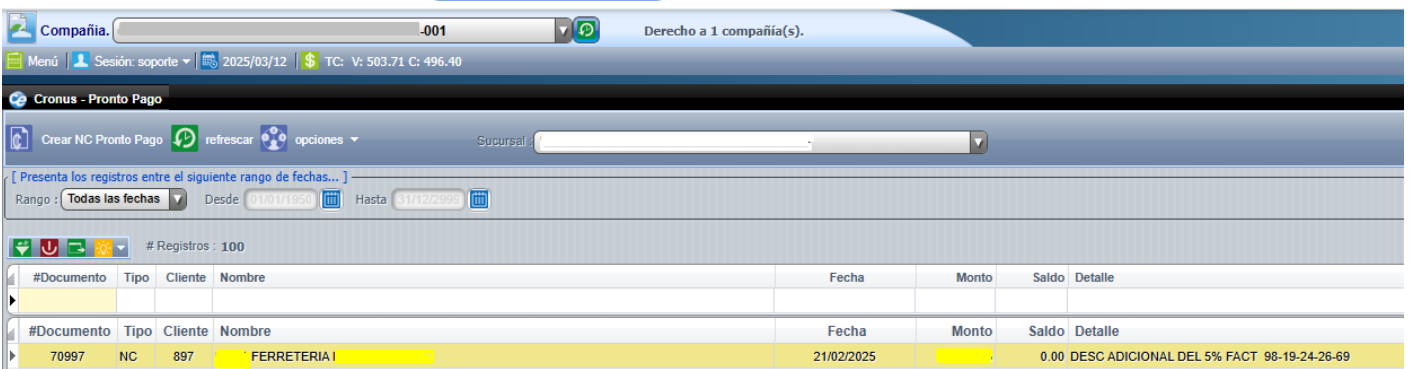 Compañia. -001 Derecho a 1 compañía(s).
Menú Sesión: soporte 2025/03/12 $ TC: V: 503.71 C: 496.40
Cronus - Pronto Pago
Crear NC Pronto Pago refrescar opciones Sucursal :
[ Presenta los registros entre el siguiente rango de fechas... ]
Rango : Todas las fechas Desde 01/01/1950 Hasta 31/12/2999
# Registros : 100
#Documento Tipo Cliente Nombre Fecha Monto Saldo Detalle
#Documento Tipo Cliente Nombre Fecha Monto Saldo Detalle
70997 NC 897 FERRETERIA 21/02/2025 0.00 DESC ADICIONAL DEL 5% FACT 98-19-24-26-69